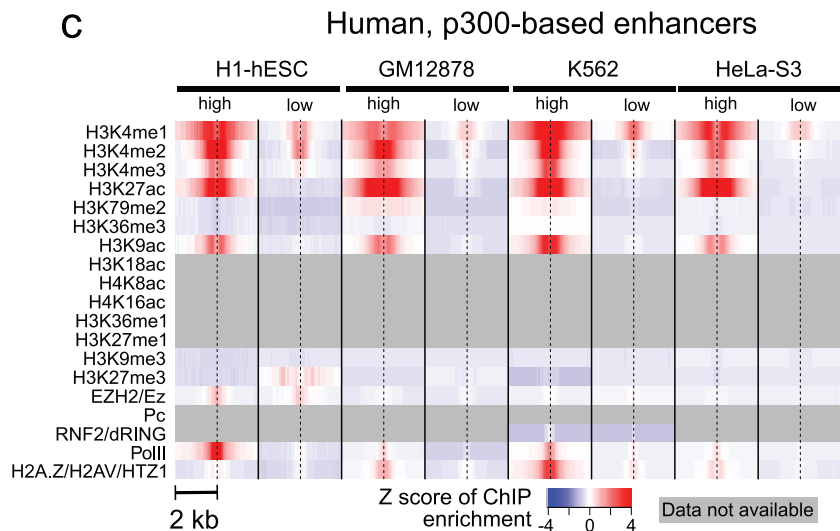 c
Human, p300-based enhancers
H1-hESC GM12878 K562 HeLa-S3
high low high low high low high low
H3K4me1
H3K4me2
H3K4me3
H3K27ac
H3K79me2
H3K36me3
H3K9ac
H3K18ac
H4K8ac
H4K16ac
H3K36me1
H3K27me1
H3K9me3
H3K27me3
EZH2/Ez
Pc
RNF2/dRING
PolII
H2A.Z/H2AV/HTZ1
2 kb
Z score of ChIP
enrichment
-4 0 4
Data not available